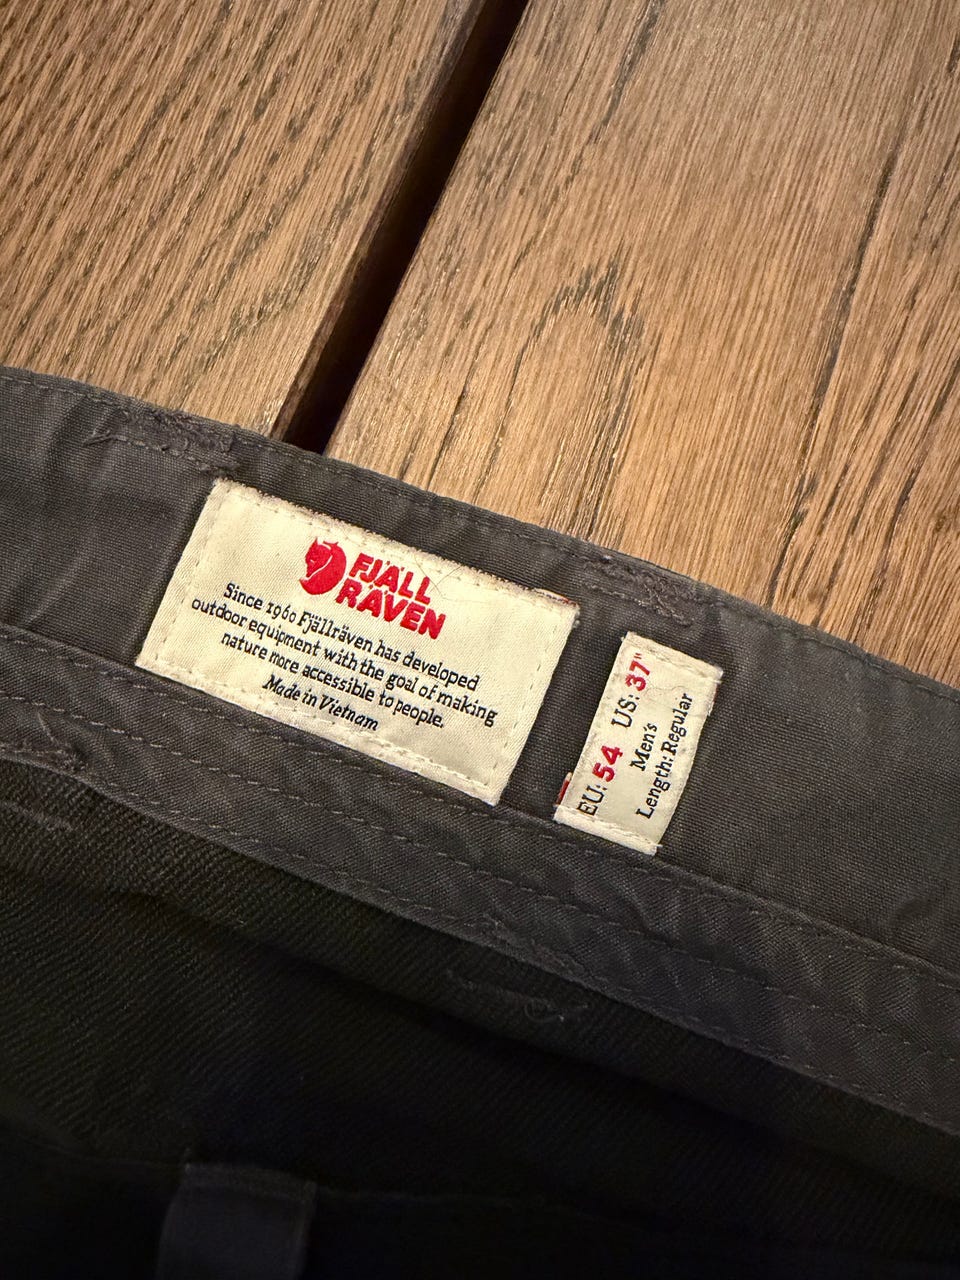 FJÄLL
RÄVEN
Since 1960 Fjällräven has developed
outdoor equipment with the goal of making
nature more accessible to people.
Made in Vietnam
EU: 54 US: 37"
Men's
Length: Regular